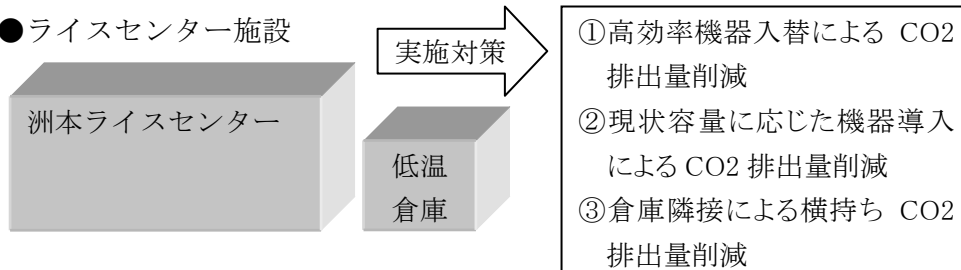 ●ライスセンター施設
実施対策
洲本ライスセンター
低温
倉庫
①高効率機器入替による CO2
排出量削減
②現状容量に応じた機器導入
による CO2 排出量削減
③倉庫隣接による横持ち CO2
排出量削減